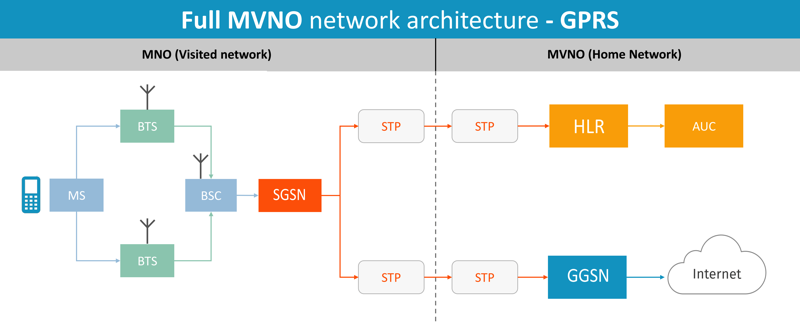 Full MVNO network architecture - GPRS
MNO (Visited network)
MVNO (Home Network)
BTS
STP
STP
HLR
AUC
MS
BSC
SGSN
BTS
STP
STP
GGSN
Internet